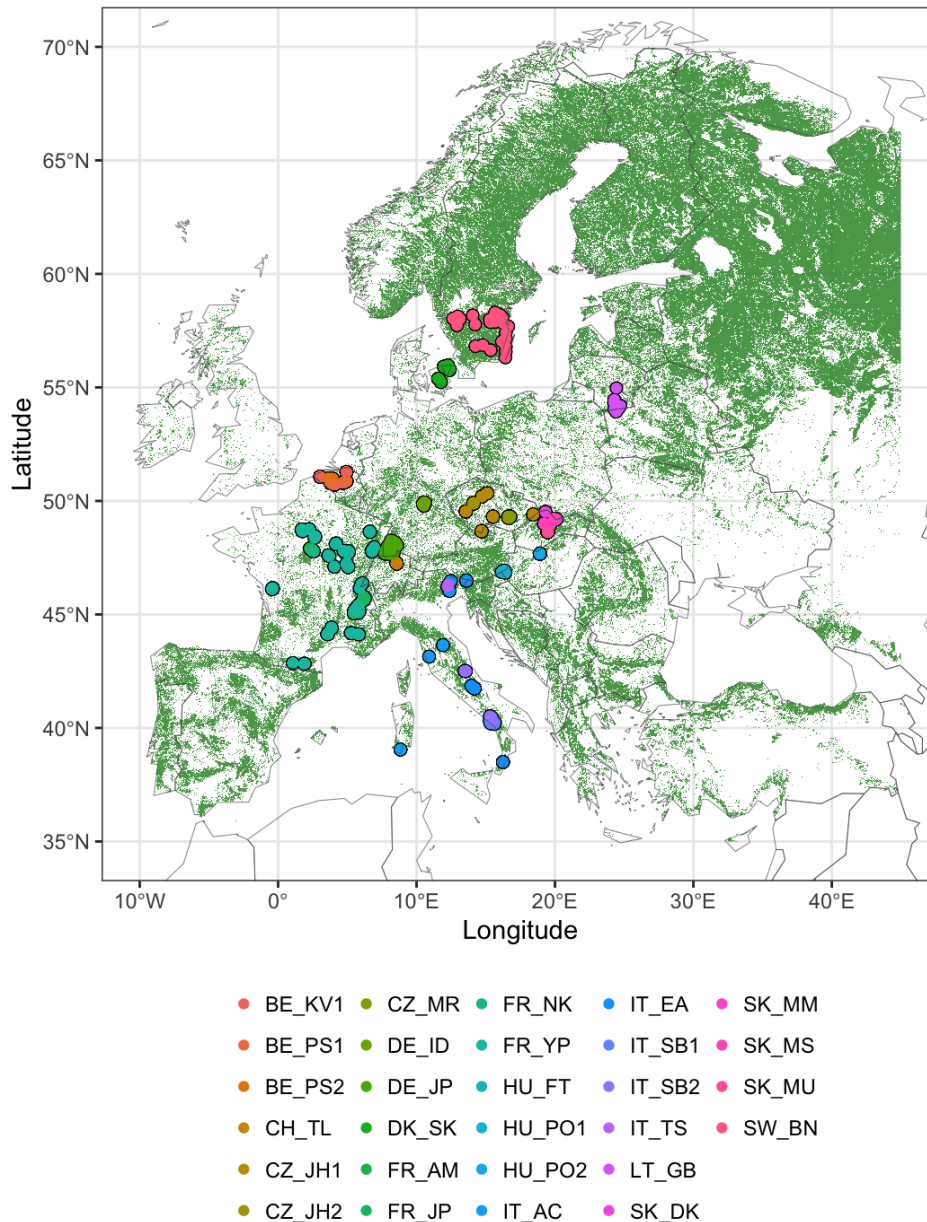 70°N
65°N
60°N
55°N
50°N
45°N
40°N
35°N
Latitude
10°W 0° 10°E 20°E 30°E 40°E
Longitude
BE_KV1 CZ_MR FR_NK IT_EA SK_MM
BE_PS1 DE_ID FR_YP IT_SB1 SK_MS
BE_PS2 DE_JP HU_FT IT_SB2 SK_MU
CH_TL DK_SK HU_PO1 IT_TS SW_BN
CZ_JH1 FR_AM HU_PO2 LT_GB
CZ_JH2 FR_JP IT_AC SK_DK